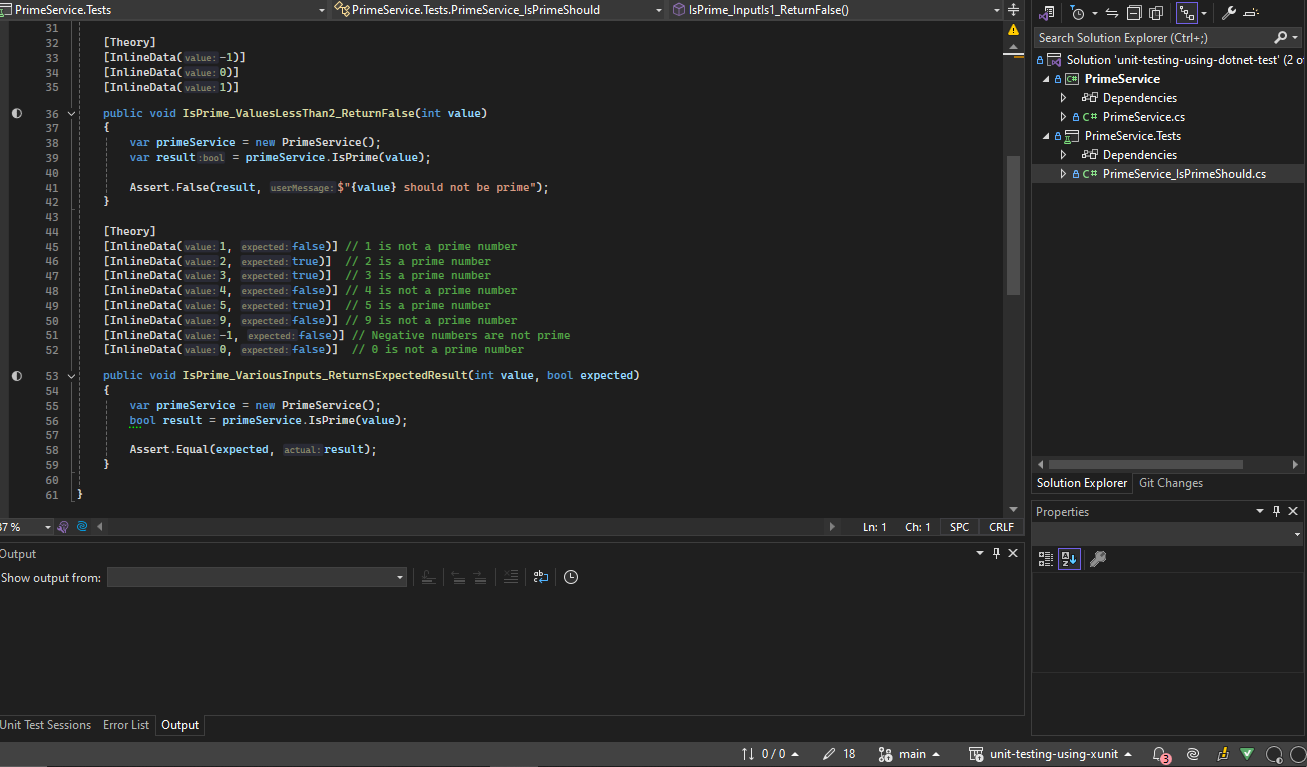 PrimeService.Tests
PrimeService.Tests.PrimeService_IsPrimeShould
IsPrime_InputIs1_ReturnFalse()
31
32 [Theory]
33 [InlineData(value:-1)]
34 [InlineData(value:0)]
35 [InlineData(value:1)]
36 public void IsPrime_ValuesLessThan2_ReturnFalse(int value)
37 {
38 var primeService = new PrimeService();
39 var result:bool = primeService.IsPrime(value);
40
41 Assert.False(result, userMessage:$"{value} should not be prime");
42 }
43
44 [Theory]
45 [InlineData(value:1, expected:false)] // 1 is not a prime number
46 [InlineData(value:2, expected:true)] // 2 is a prime number
47 [InlineData(value:3, expected:true)] // 3 is a prime number
48 [InlineData(value:4, expected:false)] // 4 is not a prime number
49 [InlineData(value:5, expected:true)] // 5 is a prime number
50 [InlineData(value:9, expected:false)] // 9 is not a prime number
51 [InlineData(value:-1, expected:false)] // Negative numbers are not prime
52 [InlineData(value:0, expected:false)] // 0 is not a prime number
53 public void IsPrime_VariousInputs_ReturnsExpectedResult(int value, bool expected)
54 {
55 var primeService = new PrimeService();
56 bool result = primeService.IsPrime(value);
57
58 Assert.Equal(expected, actual:result);
59 }
60
61 }
37 %
Ln: 1 Ch: 1 SPC CRLF
Output
Show output from:
Unit Test Sessions Error List Output
Search Solution Explorer (Ctrl+;)
Solution 'unit-testing-using-dotnet-test' (2 o
C# PrimeService
Dependencies
C# PrimeService.cs
PrimeService.Tests
Dependencies
C# PrimeService_IsPrimeShould.cs
Solution Explorer Git Changes
Properties
0 / 0 18 main unit-testing-using-xunit 3